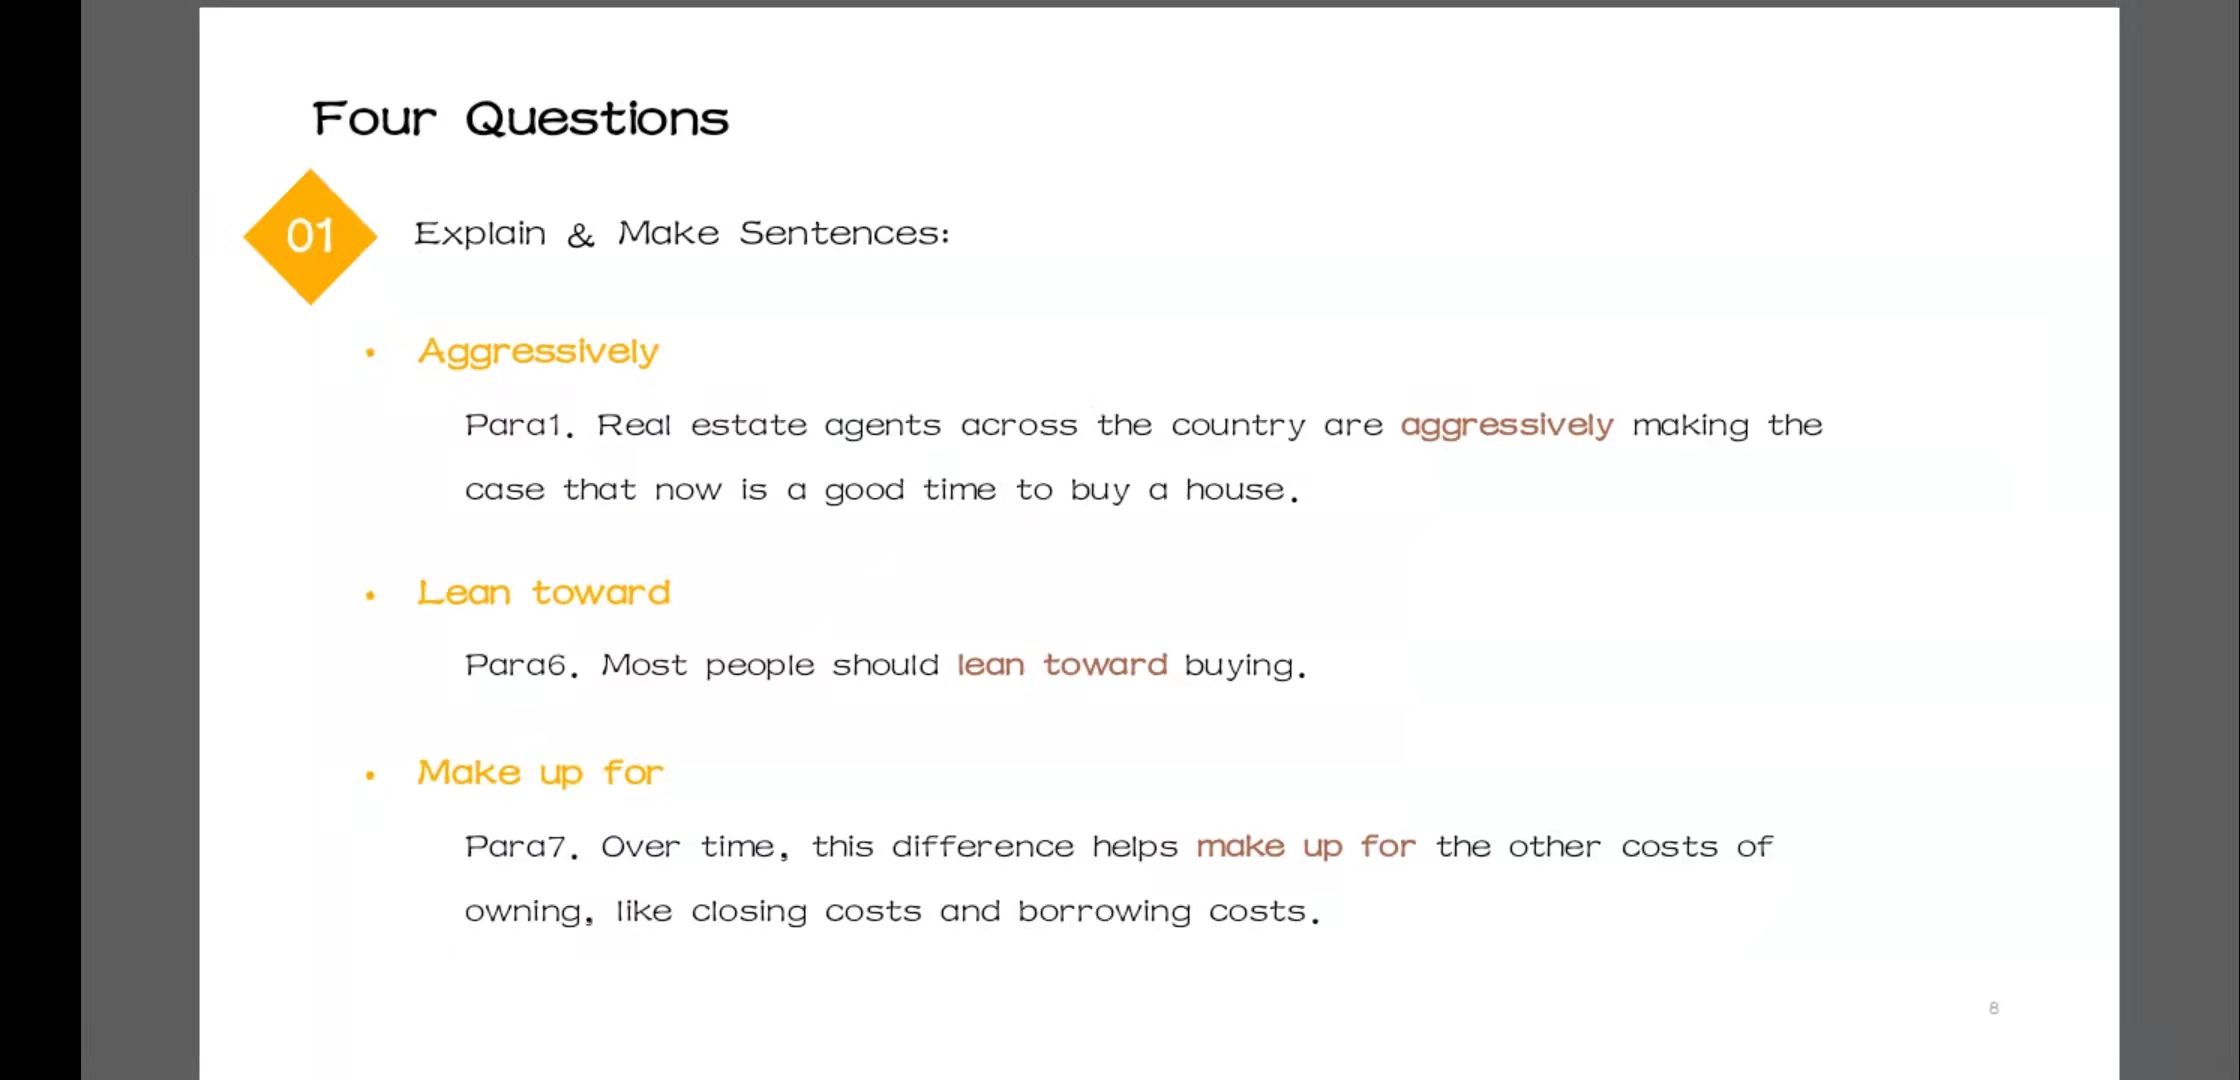 Four Questions
01
Explain & Make Sentences:
• Aggressively
Para1. Real estate agents across the country are aggressively making the
case that now is a good time to buy a house.
• Lean toward
Para6. Most people should lean toward buying.
• Make up for
Para7. Over time, this difference helps make up for the other costs of
owning, like closing costs and borrowing costs.
8